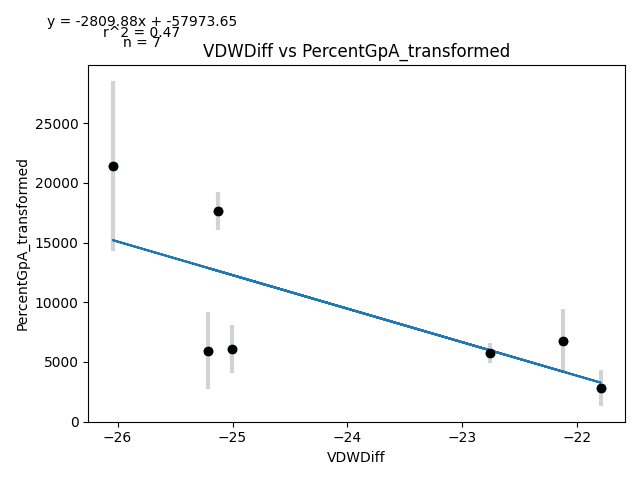 y = -2809.88x + -57973.65
r^2 = 0.47
n = 7
VDWDiff vs PercentGpA_transformed
PercentGpA_transformed
25000
20000
15000
10000
5000
0
−26
−25
−24
−23
−22
VDWDiff